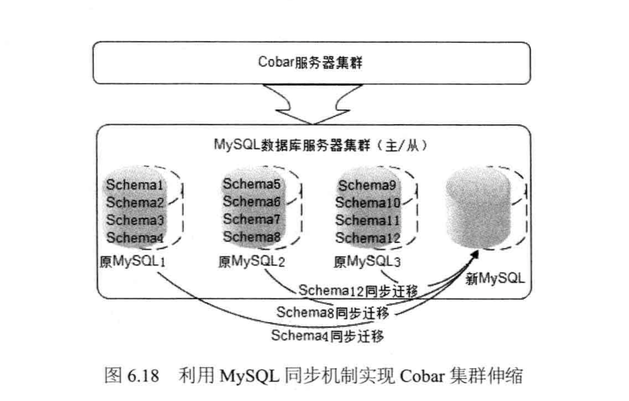 Cobar服务器集群
MySQL数据库服务器集群（主/从）
Schema1
Schema2
Schema3
Schema4
原MySQL1
Schema5
Schema6
Schema7
Schema8
原MySQL2
Schema9
Schema10
Schema11
Schema12
原MySQL3
新MySQL
Schema12同步迁移
Schema8同步迁移
Schema4同步迁移
图 6.18 利用 MySQL 同步机制实现 Cobar 集群伸缩